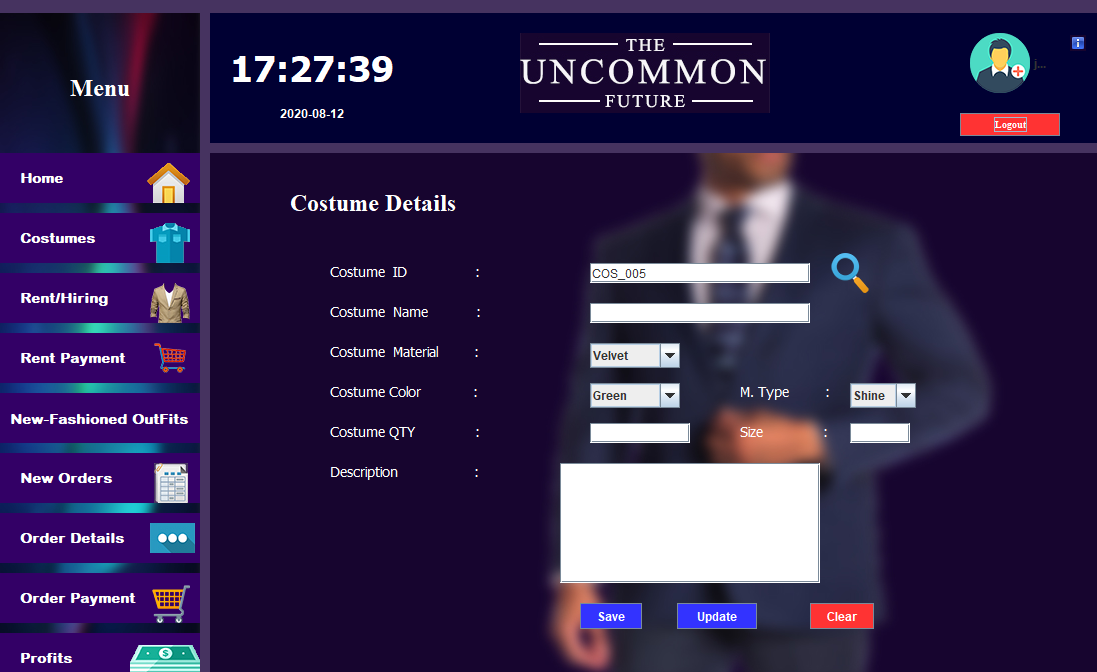 Menu
17:27:39
2020-08-12
THE
UNCOMMON
FUTURE
i
j...
Logout
Home
Costumes
Rent/Hiring
Rent Payment
New-Fashioned OutFits
New Orders
Order Details
Order Payment
Profits
$
Costume Details
Costume ID : COS_005
Costume Name :
Costume Material : Velvet
Costume Color : Green M. Type : Shine
Costume QTY : Size :
Description :
Save Update Clear